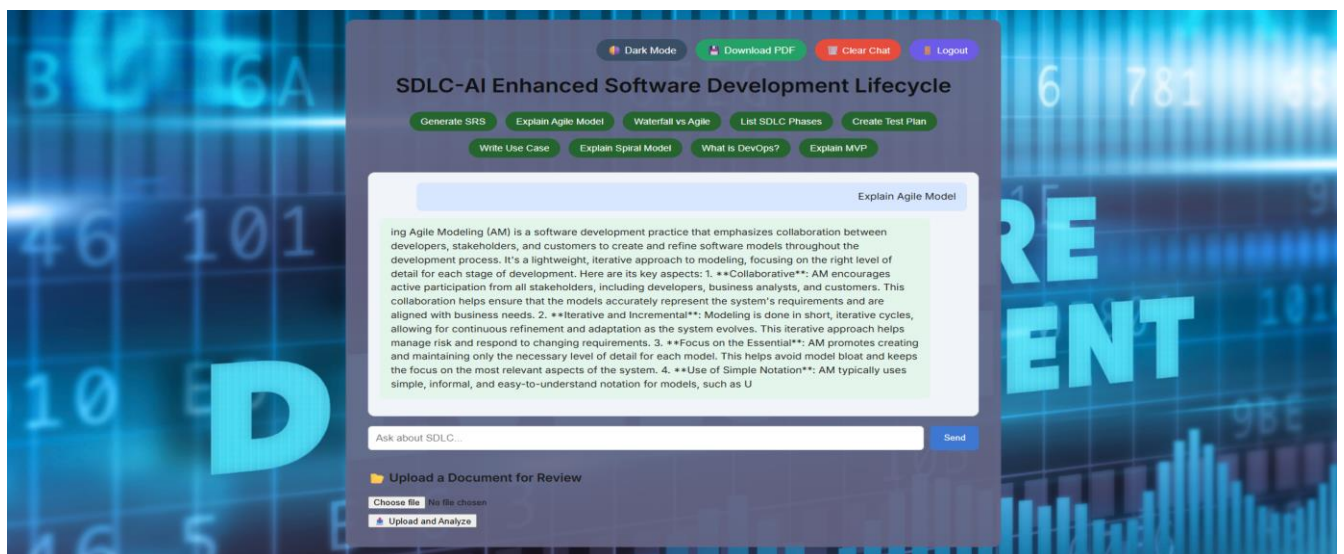 Dark Mode
Download PDF
Clear Chat
Logout
SDLC-AI Enhanced Software Development Lifecycle
Generate SRS
Explain Agile Model
Waterfall vs Agile
List SDLC Phases
Create Test Plan
Write Use Case
Explain Spiral Model
What is DevOps?
Explain MVP
Explain Agile Model
ing Agile Modeling (AM) is a software development practice that emphasizes collaboration between
developers, stakeholders, and customers to create and refine software models throughout the
development process. It's a lightweight, iterative approach to modeling, focusing on the right level of
detail for each stage of development. Here are its key aspects: 1. **Collaborative**: AM encourages
active participation from all stakeholders, including developers, business analysts, and customers. This
collaboration helps ensure that the models accurately represent the system's requirements and are
aligned with business needs. 2. **Iterative and Incremental**: Modeling is done in short, iterative cycles,
allowing for continuous refinement and adaptation as the system evolves. This iterative approach helps
manage risk and respond to changing requirements. 3. **Focus on the Essential**: AM promotes creating
and maintaining only the necessary level of detail for each model. This helps avoid model bloat and keeps
the focus on the most relevant aspects of the system. 4. **Use of Simple Notation**: AM typically uses
simple, informal, and easy-to-understand notation for models, such as U
Ask about SDLC...
Send
Upload a Document for Review
Choose file No file chosen
Upload and Analyze
6A
6 781
46 101
RE
D
ENT
10
9BE
46 5